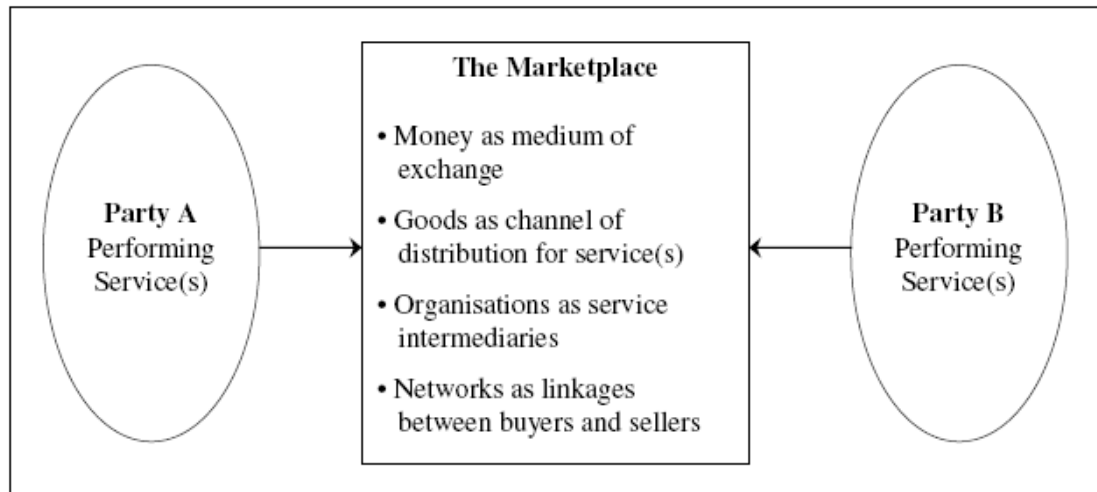 The Marketplace
• Money as medium of
exchange
• Goods as channel of
distribution for service(s)
• Organisations as service
intermediaries
• Networks as linkages
between buyers and sellers
Party A
Performing
Service(s)
Party B
Performing
Service(s)